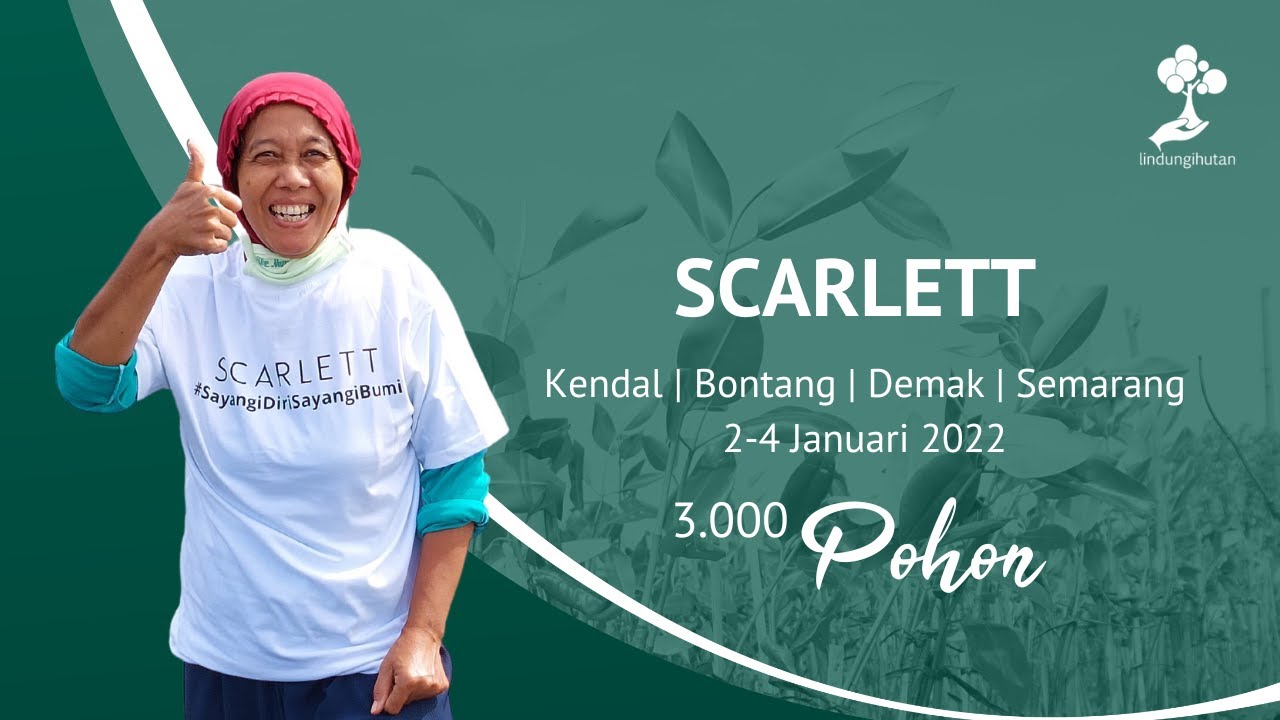 lindungihutan
SCARLETT
#SayangiDiriSayangiBumi
SCARLETT
Kendal | Bontang | Demak | Semarang
2-4 Januari 2022
3.000 Pohon